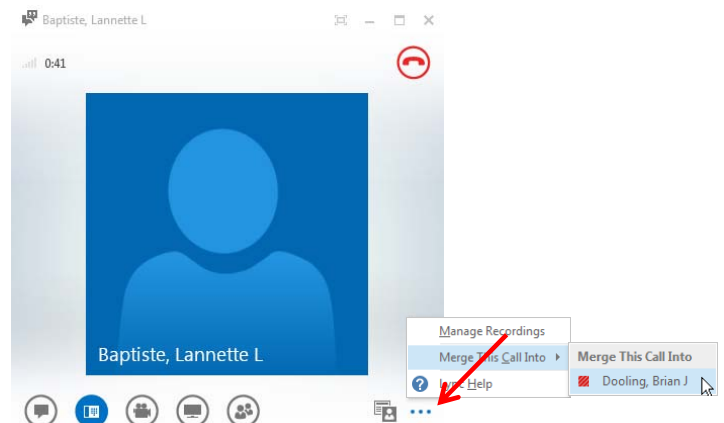 Baptiste, Lannette L
0:41
Baptiste, Lannette L
Manage Recordings
Merge This Call Into
Lync Help
Merge This Call Into
Dooling, Brian J